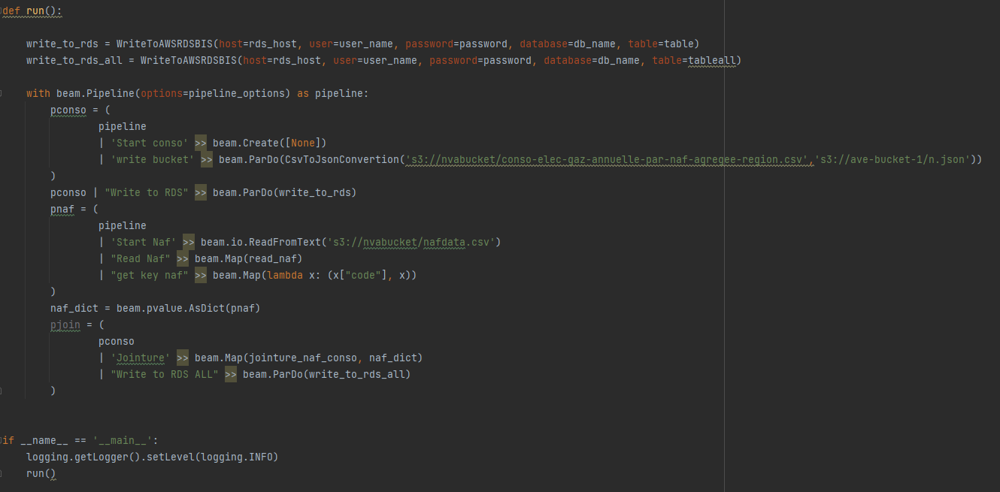 def run():
    write_to_rds = WriteToAWSRDSBIS(host=rds_host, user=user_name, password=password, database=db_name, table=table)
    write_to_rds_all = WriteToAWSRDSBIS(host=rds_host, user=user_name, password=password, database=db_name, table=tableall)
    with beam.Pipeline(options=pipeline_options) as pipeline:
        pconso = (
                pipeline
                | 'Start conso' >> beam.Create([None])
                | 'write bucket' >> beam.ParDo(CsvToJsonConvertion('s3://nvabucket/conso-elec-gaz-annuelle-par-naf-agregee-region.csv','s3://ave-bucket-1/n.json'))
        )
        pconso | "Write to RDS" >> beam.ParDo(write_to_rds)
        pnaf = (
                pipeline
                | 'Start Naf' >> beam.io.ReadFromText('s3://nvabucket/nafdata.csv')
                | "Read Naf" >> beam.Map(read_naf)
                | "get key naf" >> beam.Map(lambda x: (x["code"], x))
        )
        naf_dict = beam.pvalue.AsDict(pnaf)
        pjoin = (
                pconso
                | 'Jointure' >> beam.Map(jointure_naf_conso, naf_dict)
                | "Write to RDS ALL" >> beam.ParDo(write_to_rds_all)
        )
if __name__ == '__main__':
    logging.getLogger().setLevel(logging.INFO)
    run()